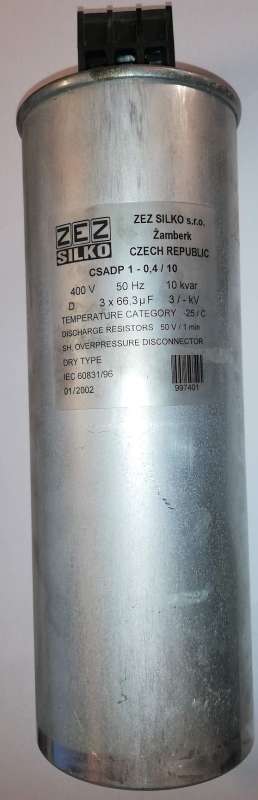 ZEZ
SILKO
ZEZ SILKO s.r.o.
Žamberk
CZECH REPUBLIC
CSADP 1 - 0,4 / 10
400 V 50 Hz 10 kvar
D 3 x 66,3 µF 3 / - kV
TEMPERATURE CATEGORY -25 / C
DISCHARGE RESISTORS 50 V / 1 min
SH. OVERPRESSURE DISCONNECTOR
DRY TYPE
IEC 60831/96
01 / 2002 997401